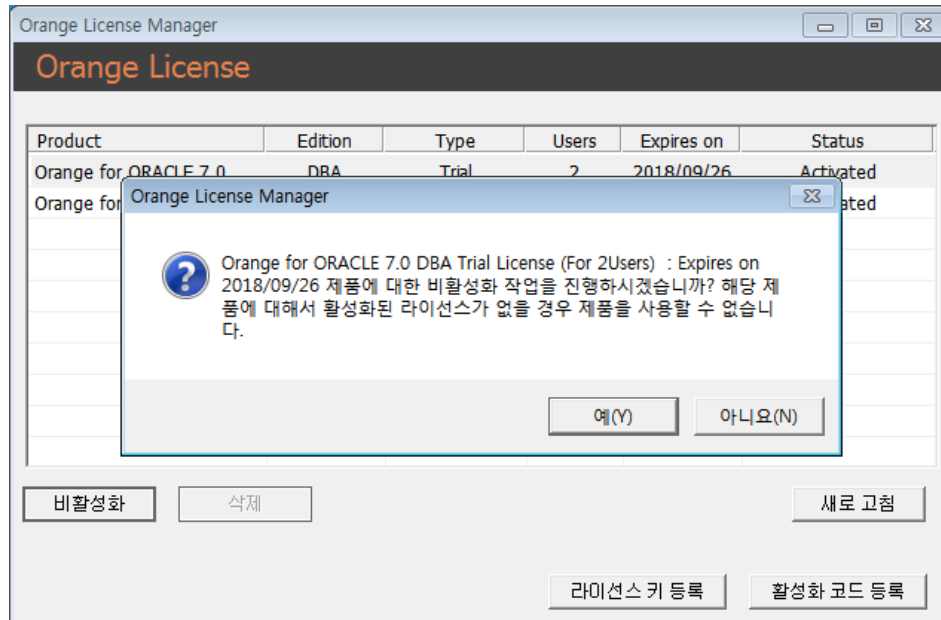 Orange License Manager
Orange License
Product Edition Type Users Expires on Status
Orange for ORACLE 7.0 DBA Trial 2 2018/09/26 Activated
Orange for
Orange License Manager
Orange for ORACLE 7.0 DBA Trial License (For 2Users) : Expires on
2018/09/26 제품에 대한 비활성화 작업을 진행하시겠습니까? 해당 제
품에 대해서 활성화된 라이선스가 없을 경우 제품을 사용할 수 없습니
다.
예(Y) 아니요(N)
비활성화 삭제 새로 고침
라이선스 키 등록 활성화 코드 등록